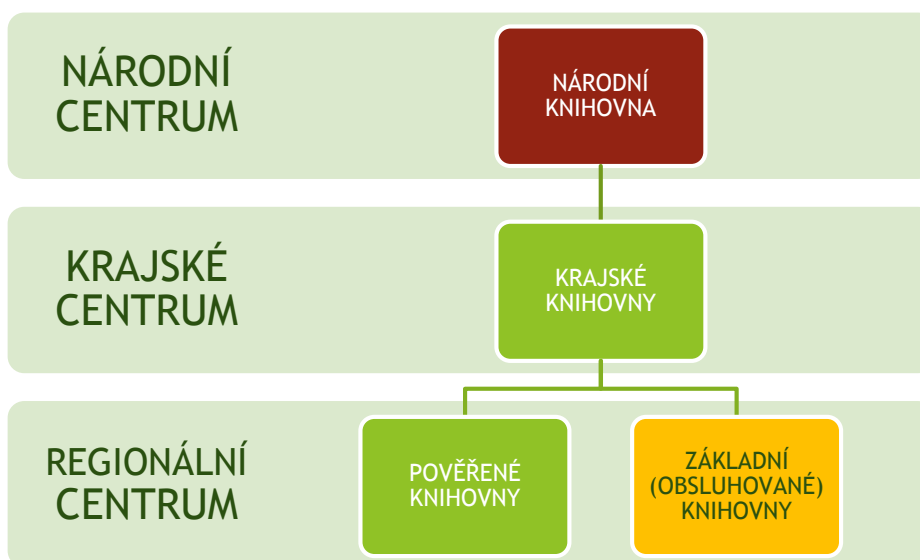 NÁRODNÍ
CENTRUM
NÁRODNÍ
KNIHOVNA
KRAJSKÉ
CENTRUM
KRAJSKÉ
KNIHOVNY
REGIONÁLNÍ
CENTRUM
POVĚŘENÉ
KNIHOVNY
ZÁKLADNÍ
(OBSLUHOVANÉ)
KNIHOVNY